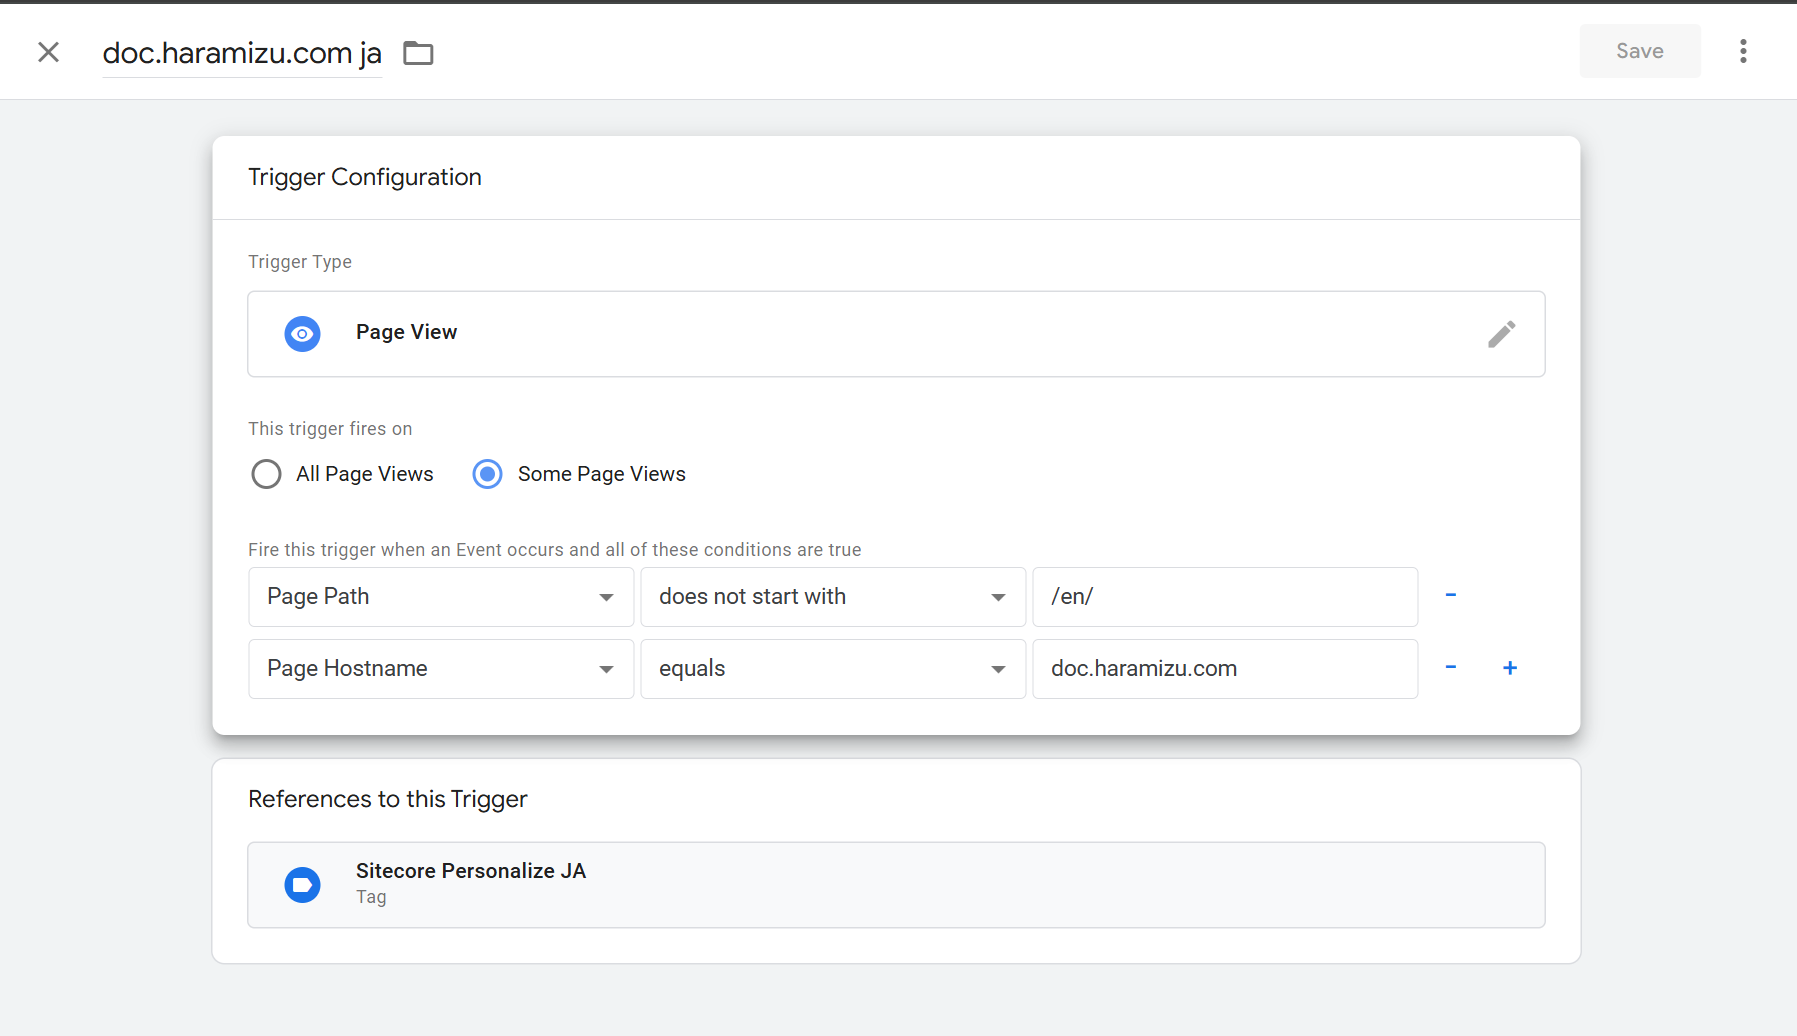 doc.haramizu.com ja
Save
Trigger Configuration
Trigger Type
Page View
This trigger fires on
All Page Views Some Page Views
Fire this trigger when an Event occurs and all of these conditions are true
Page Path does not start with /en/ -
Page Hostname equals doc.haramizu.com - +
References to this Trigger
Sitecore Personalize JA
Tag